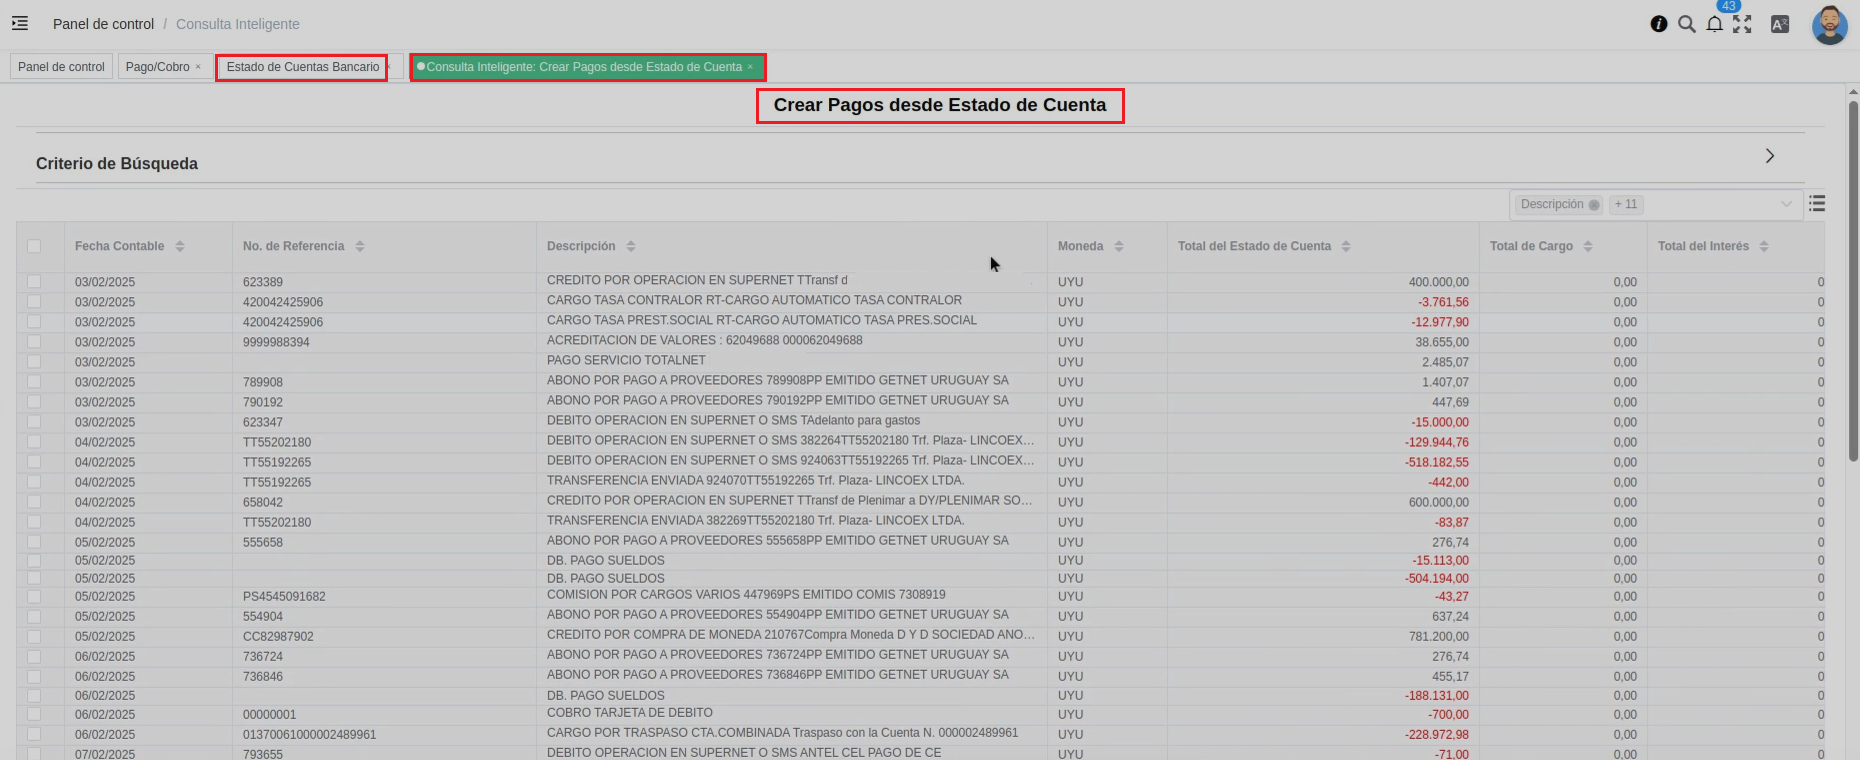 Panel de control / Consulta Inteligente
43
Panel de control Pago/Cobro × Estado de Cuentas Bancario Consulta Inteligente: Crear Pagos desde Estado de Cuenta ×
Crear Pagos desde Estado de Cuenta
Criterio de Búsqueda
Descripción + 11
Fecha Contable No. de Referencia Descripción Moneda Total del Estado de Cuenta Total de Cargo Total del Interés
03/02/2025 623389 CREDITO POR OPERACION EN SUPERNET TTransf d UYU 400.000,00 0,00 0
03/02/2025 420042425906 CARGO TASA CONTRALOR RT-CARGO AUTOMATICO TASA CONTRALOR UYU -3.761,56 0,00 0
03/02/2025 420042425906 CARGO TASA PREST.SOCIAL RT-CARGO AUTOMATICO TASA PRES.SOCIAL UYU -12.977,90 0,00 0
03/02/2025 9999988394 ACREDITACION DE VALORES : 62049688 000062049688 UYU 38.655,00 0,00 0
03/02/2025 PAGO SERVICIO TOTALNET UYU 2.485,07 0,00 0
03/02/2025 789908 ABONO POR PAGO A PROVEEDORES 789908PP EMITIDO GETNET URUGUAY SA UYU 1.407,07 0,00 0
03/02/2025 790192 ABONO POR PAGO A PROVEEDORES 790192PP EMITIDO GETNET URUGUAY SA UYU 447,69 0,00 0
03/02/2025 623347 DEBITO OPERACION EN SUPERNET O SMS TAdelanto para gastos UYU -15.000,00 0,00 0
04/02/2025 TT55202180 DEBITO OPERACION EN SUPERNET O SMS 382264TT55202180 Trf. Plaza- LINCOEX... UYU -129.944,76 0,00 0
04/02/2025 TT55192265 DEBITO OPERACION EN SUPERNET O SMS 924063TT55192265 Trf. Plaza- LINCOEX... UYU -518.182,55 0,00 0
04/02/2025 TT55192265 TRANSFERENCIA ENVIADA 924070TT55192265 Trf. Plaza- LINCOEX LTDA. UYU -442,00 0,00 0
04/02/2025 658042 CREDITO POR OPERACION EN SUPERNET TTransf de Plenimar a DY/PLENIMAR SO... UYU 600.000,00 0,00 0
04/02/2025 TT55202180 TRANSFERENCIA ENVIADA 382269TT55202180 Trf. Plaza- LINCOEX LTDA. UYU -83,87 0,00 0
05/02/2025 555658 ABONO POR PAGO A PROVEEDORES 555658PP EMITIDO GETNET URUGUAY SA UYU 276,74 0,00 0
05/02/2025 DB. PAGO SUELDOS UYU -15.113,00 0,00 0
05/02/2025 DB. PAGO SUELDOS UYU -504.194,00 0,00 0
05/02/2025 PS4545091682 COMISION POR CARGOS VARIOS 447969PS EMITIDO COMIS 7308919 UYU -43,27 0,00 0
05/02/2025 554904 ABONO POR PAGO A PROVEEDORES 554904PP EMITIDO GETNET URUGUAY SA UYU 637,24 0,00 0
05/02/2025 CC82987902 CREDITO POR COMPRA DE MONEDA 210767Compra Moneda D Y D SOCIEDAD ANO... UYU 781.200,00 0,00 0
06/02/2025 736724 ABONO POR PAGO A PROVEEDORES 736724PP EMITIDO GETNET URUGUAY SA UYU 276,74 0,00 0
06/02/2025 736846 ABONO POR PAGO A PROVEEDORES 736846PP EMITIDO GETNET URUGUAY SA UYU 455,17 0,00 0
06/02/2025 DB. PAGO SUELDOS UYU -188.131,00 0,00 0
06/02/2025 00000001 COBRO TARJETA DE DEBITO UYU -700,00 0,00 0
06/02/2025 01370061000002489961 CARGO POR TRASPASO CTA.COMBINADA Traspaso con la Cuenta N. 000002489961 UYU -228.972,98 0,00 0
07/02/2025 793655 DEBITO OPERACION EN SUPERNET O SMS ANTEL CEL PAGO DE CE UYU -71,00 0,00 0